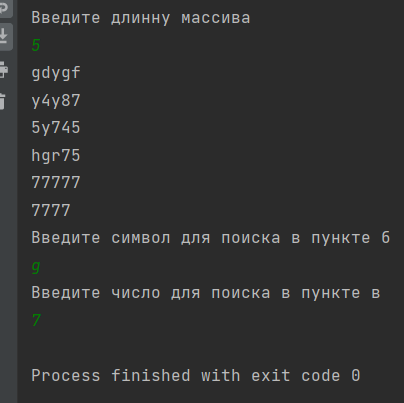 Введите длинну массива
5
gdygf
y4y87
5y745
hgr75
77777
7777
Введите символ для поиска в пункте б
g
Введите число для поиска в пункте в
7
Process finished with exit code 0